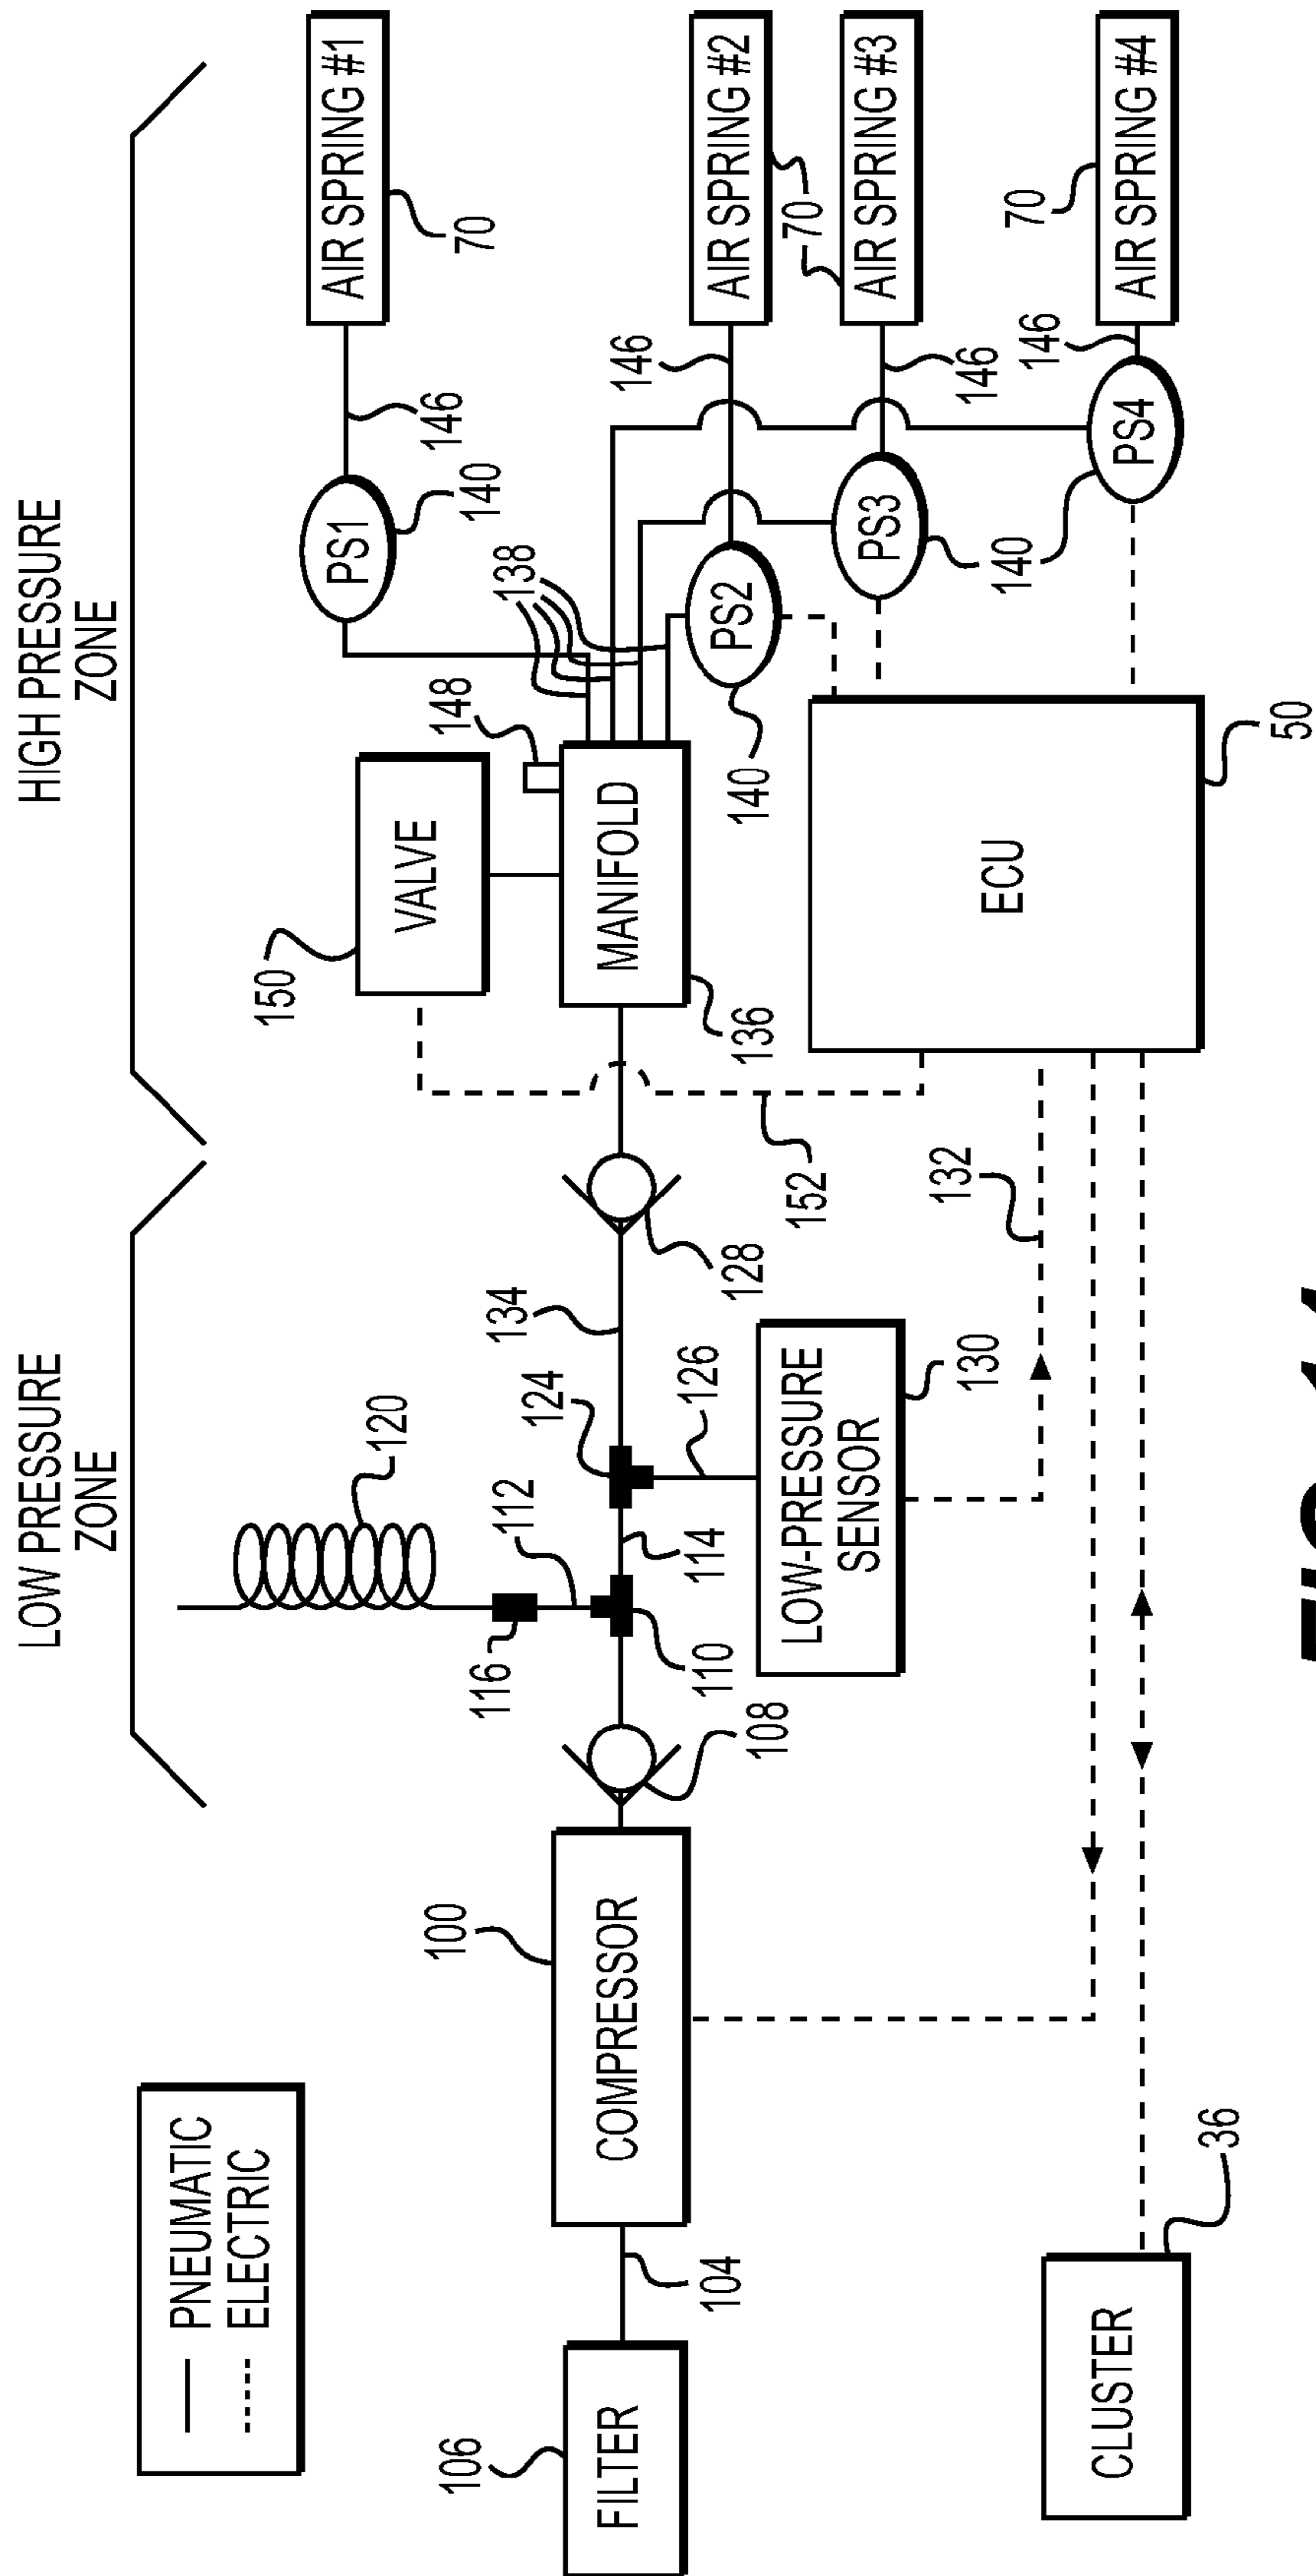 LOW PRESSURE
ZONE
HIGH PRESSURE
ZONE
PNEUMATIC
ELECTRIC
120
150
VALVE
148
138
PS1
140
146
AIR SPRING #1
70
106
FILTER
104
100
COMPRESSOR
108
116
112
110
114
124
126
134
128
136
MANIFOLD
152
140
PS2
146
AIR SPRING #2
70
PS3
146
AIR SPRING #3
140
PS4
146
AIR SPRING #4
70
LOW-PRESSURE
SENSOR
130
132
ECU
50
CLUSTER
36